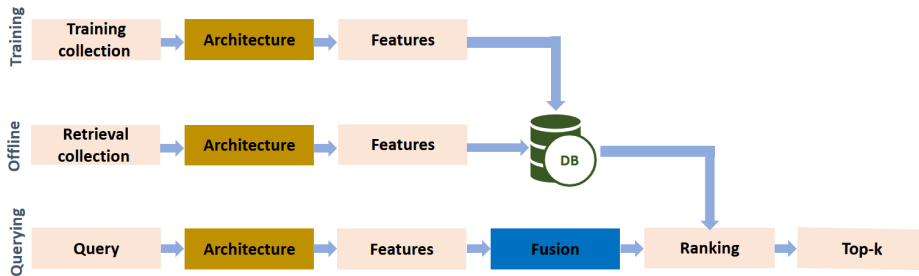 Training
Training
collection
Architecture
Features
Offline
Retrieval
collection
Architecture
Features
DB
Querying
Query
Architecture
Features
Fusion
Ranking
Top-k